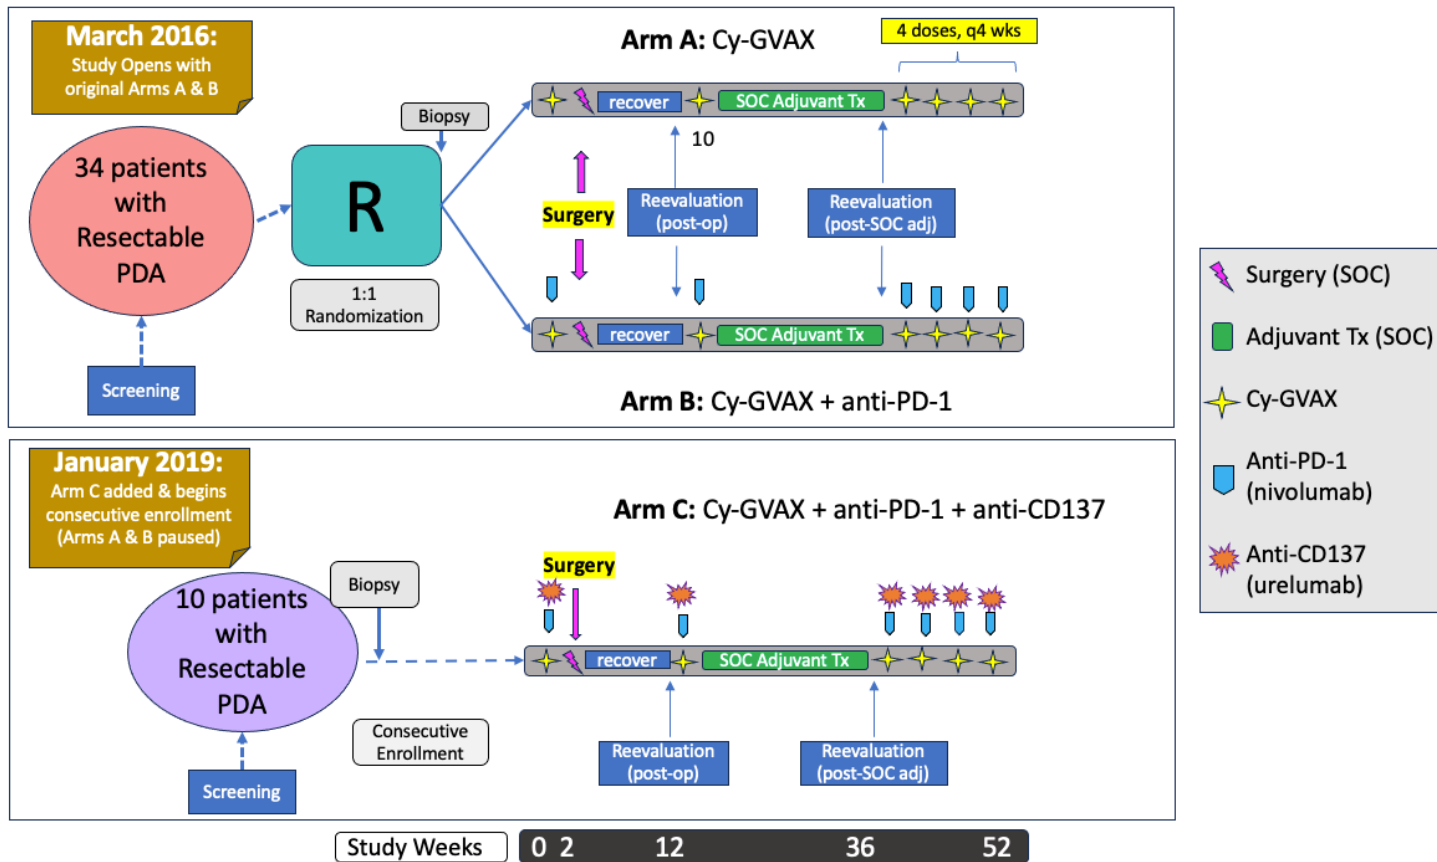 March 2016:
Study Opens with
original Arms A & B
34 patients
with
Resectable
PDA
Screening
Biopsy
R
1:1
Randomization
Arm A: Cy-GVAX
4 doses, q4 wks
recover
SOC Adjuvant Tx
10
Surgery
Reevaluation
(post-op)
Reevaluation
(post-SOC adj)
recover
SOC Adjuvant Tx
Arm B: Cy-GVAX + anti-PD-1
January 2019:
Arm C added & begins
consecutive enrollment
(Arms A & B paused)
10 patients
with
Resectable
PDA
Screening
Biopsy
Consecutive
Enrollment
Arm C: Cy-GVAX + anti-PD-1 + anti-CD137
Surgery
recover
SOC Adjuvant Tx
Reevaluation
(post-op)
Reevaluation
(post-SOC adj)
Study Weeks
0 2 12 36 52
Surgery (SOC)
Adjuvant Tx (SOC)
Cy-GVAX
Anti-PD-1
(nivolumab)
Anti-CD137
(urelumab)